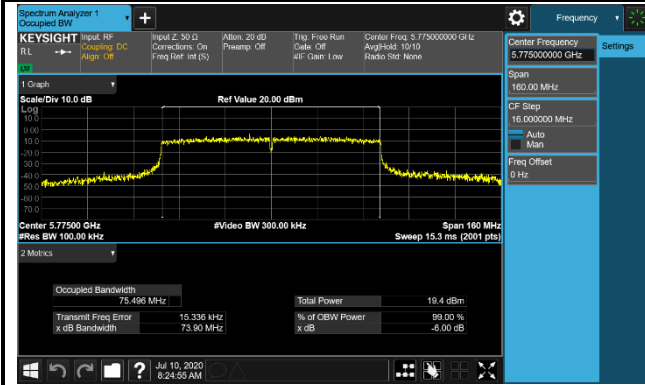 Spectrum Analyzer 1
Occupied BW
Frequency
KEYSIGHT
RL
Input: RF
Coupling: DC
Align: Off
Input Z: 50 Ω
Corrections: On
Freq Ref: Int (S)
Atten: 20 dB
Preamp: Off
Trig: Free Run
Gate: Off
#IF Gain: Low
Center Freq: 5.775000000 GHz
Avg|Hold: 10/10
Radio Std: None
Center Frequency
5.775000000 GHz
Settings
Span
160.00 MHz
CF Step
16.000000 MHz
Auto
Man
Freq Offset
0 Hz
1 Graph
Scale/Div 10.0 dB
Ref Value 20.00 dBm
Log
10.0
0.00
-10.0
-20.0
-30.0
-40.0
-50.0
-60.0
-70.0
Center 5.77500 GHz
#Video BW 300.00 kHz
Span 160 MHz
#Res BW 100.00 kHz
Sweep 15.3 ms (2001 pts)
2 Metrics
Occupied Bandwidth
75.496 MHz
Total Power
19.4 dBm
Transmit Freq Error
15.336 kHz
% of OBW Power
99.00 %
x dB Bandwidth
73.90 MHz
x dB
-6.00 dB
?
Jul 10, 2020
8:24:55 AM